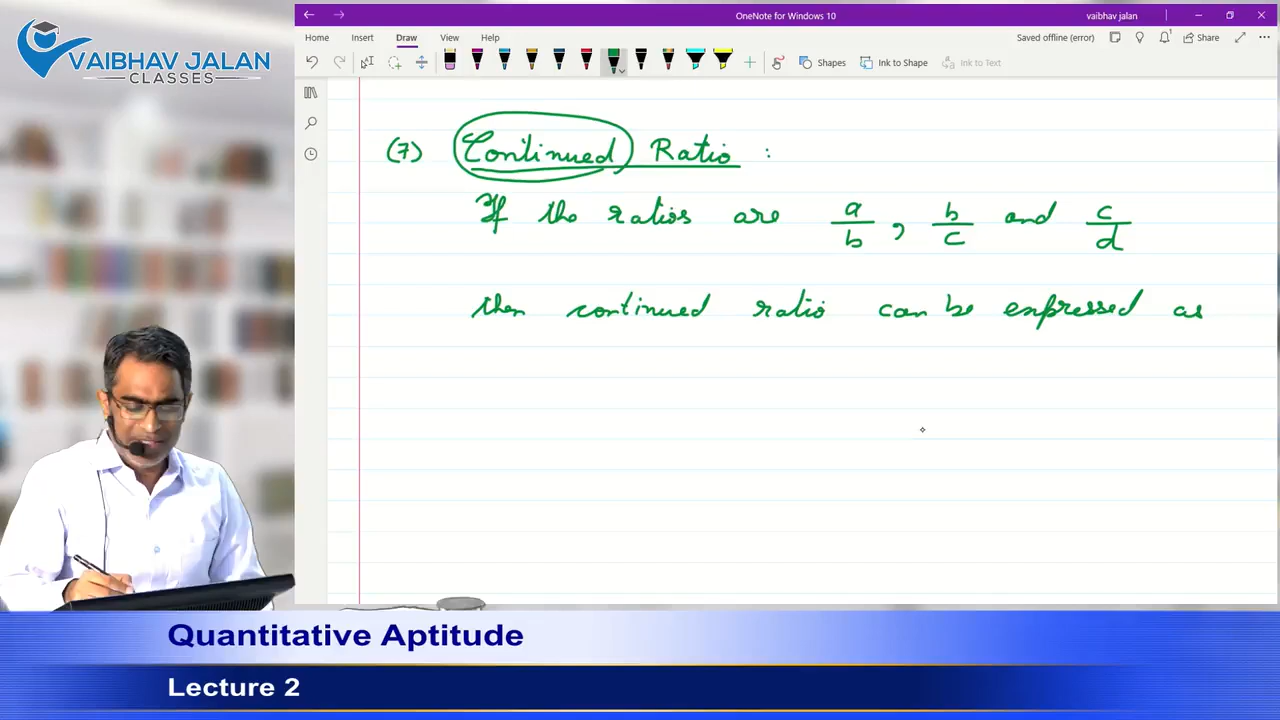 VAIBHAV JALAN
CLASSES
OneNote for Windows 10
vaibhav jalan
Home Insert Draw View Help
Saved offline (error)
Share
Shapes
Ink to Shape
Ink to Text
(7) Continued Ratio :
If the ratios are a/b , b/c and c/d
then continued ratio can be expressed as
Quantitative Aptitude
Lecture 2